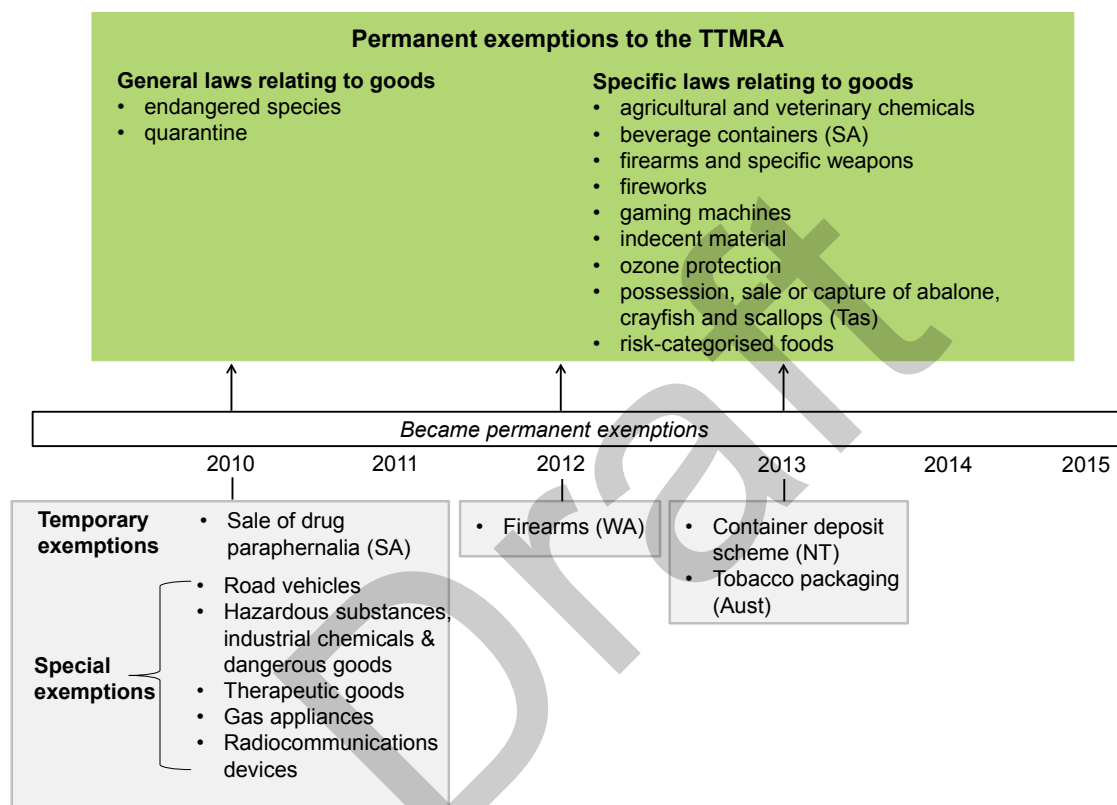 Permanent exemptions to the TTMRA
General laws relating to goods
• endangered species
• quarantine
Specific laws relating to goods
• agricultural and veterinary chemicals
• beverage containers (SA)
• firearms and specific weapons
• fireworks
• gaming machines
• indecent material
• ozone protection
• possession, sale or capture of abalone,
crayfish and scallops (Tas)
• risk-categorised foods
Became permanent exemptions
2010 2011 2012 2013 2014 2015
Temporary
exemptions
• Sale of drug
paraphernalia (SA)
Special
exemptions
• Road vehicles
• Hazardous substances,
industrial chemicals &
dangerous goods
• Therapeutic goods
• Gas appliances
• Radiocommunications
devices
• Firearms (WA)
• Container deposit
scheme (NT)
• Tobacco packaging
(Aust)
Draft